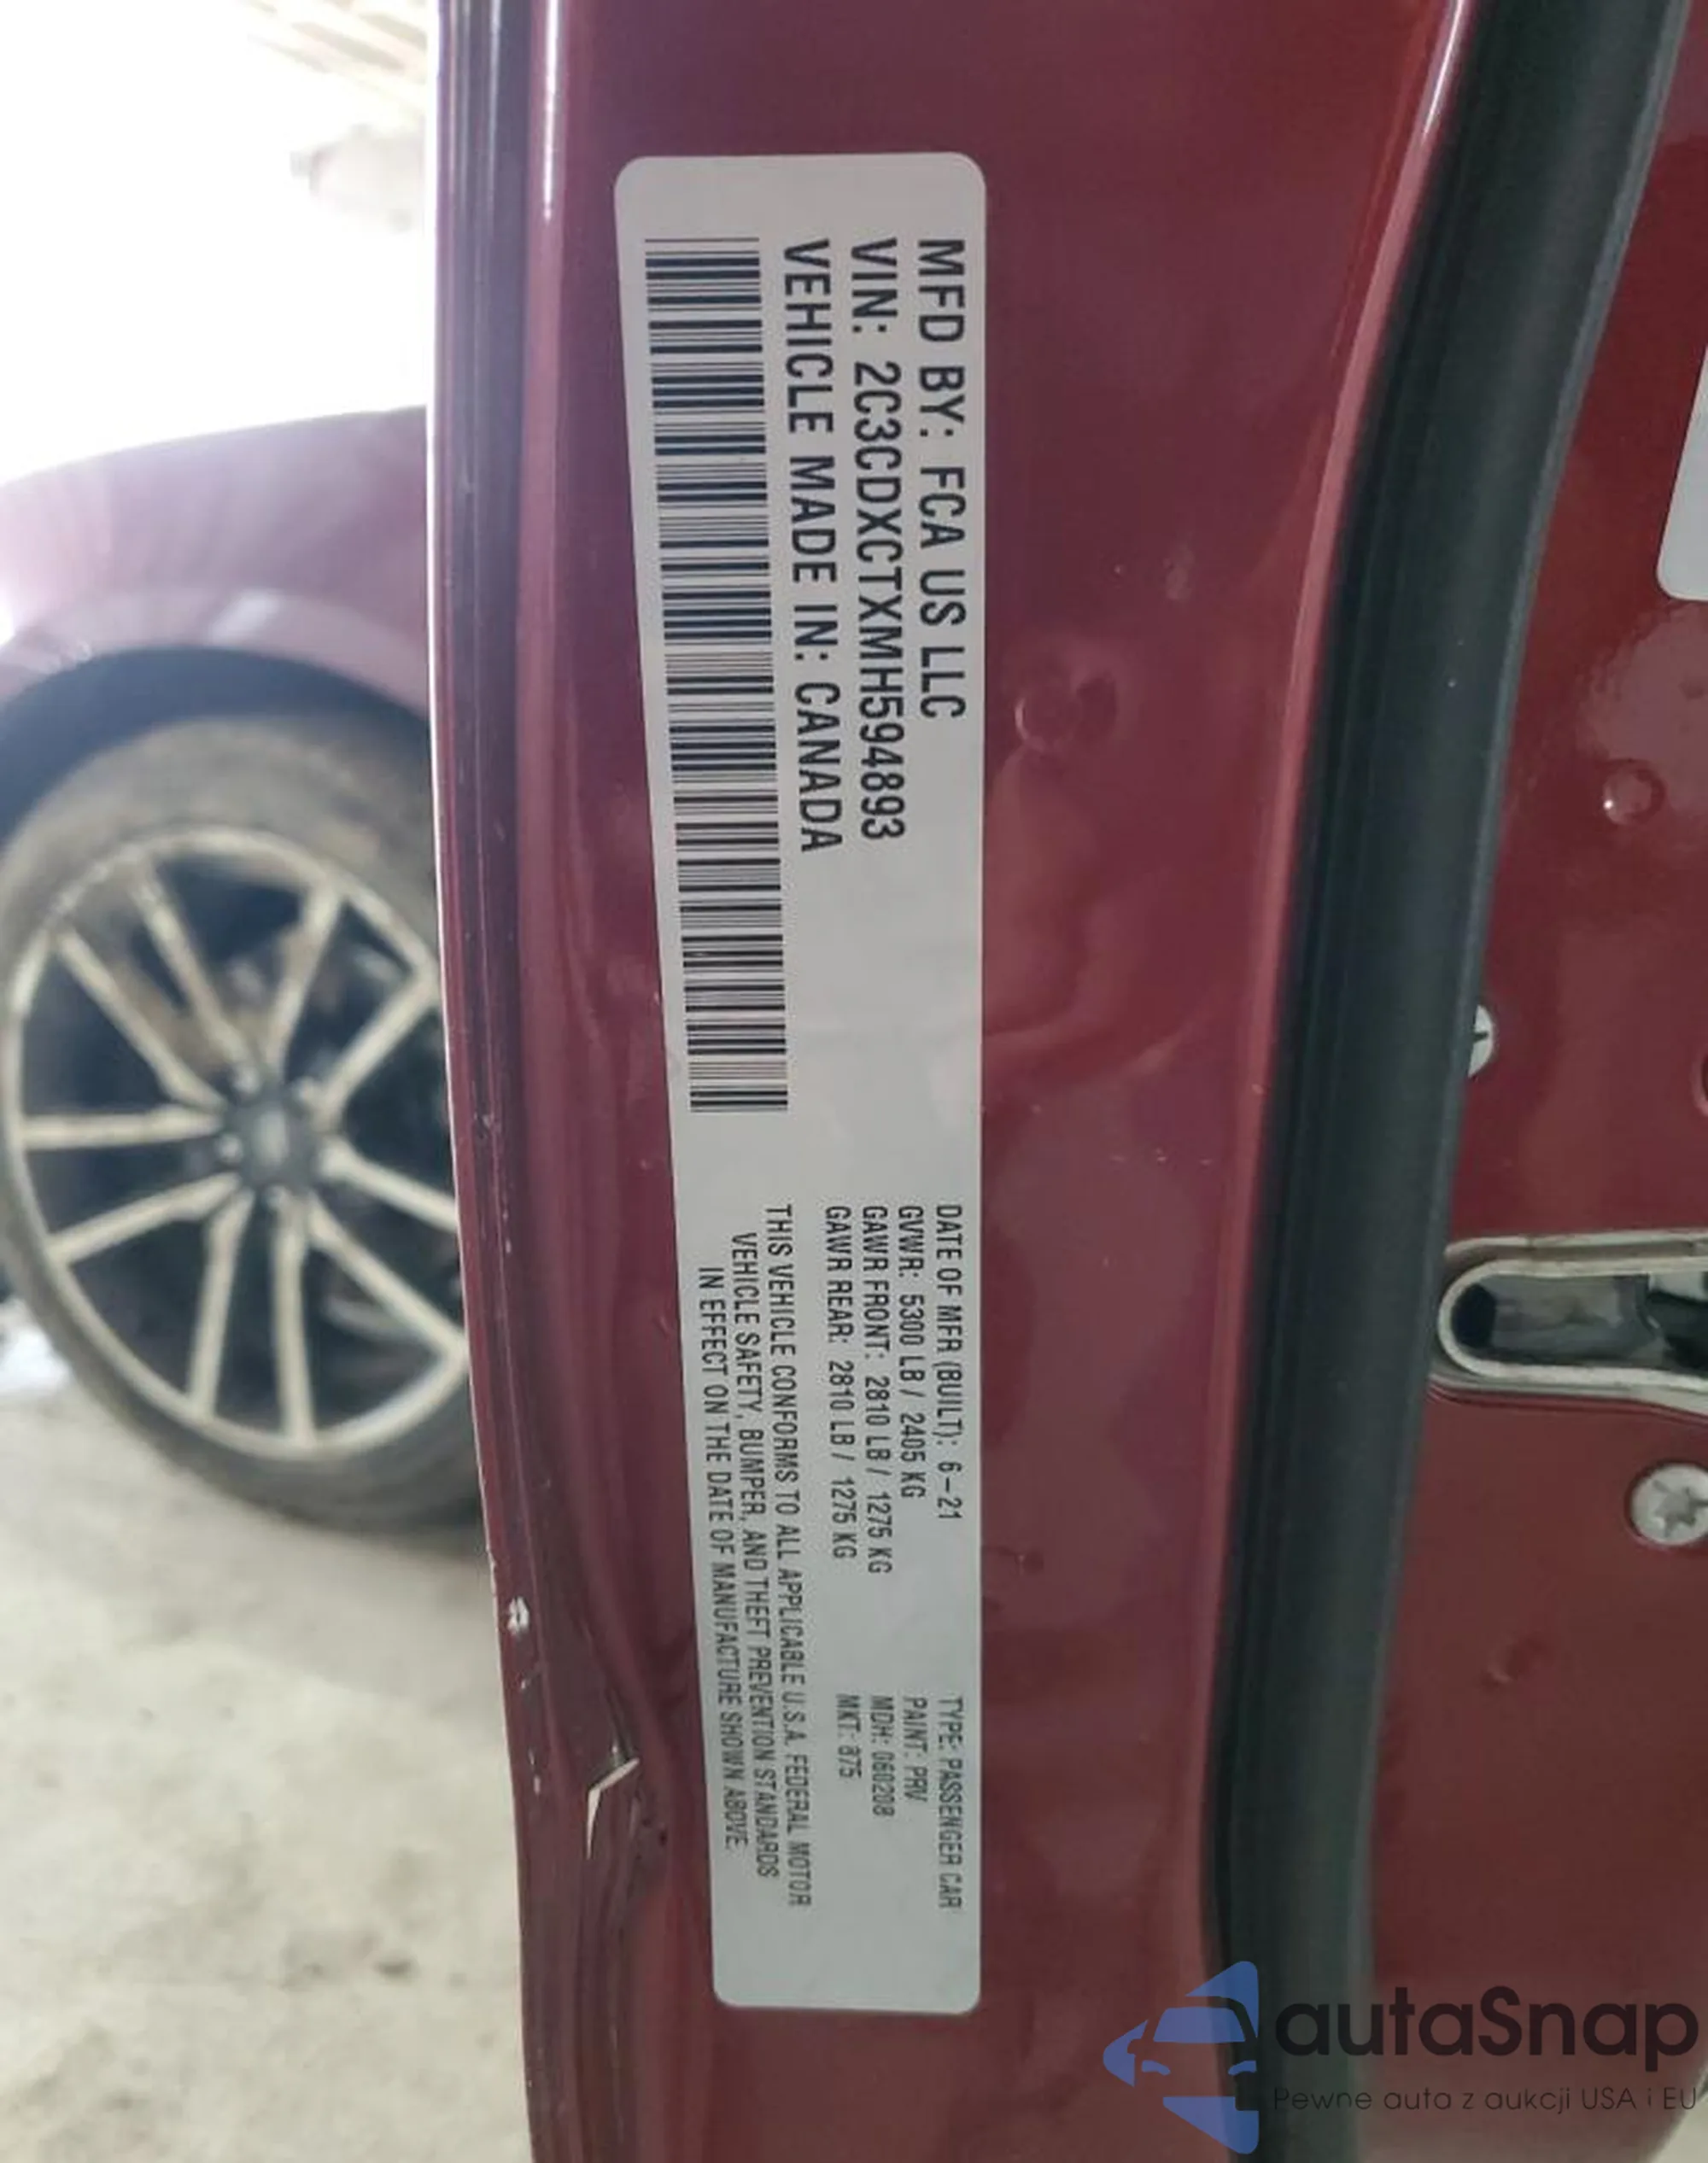 MFD BY: FCA US LLC
VIN: 2C3CDXCTXMH594893
VEHICLE MADE IN: CANADA
DATE OF MFR (BUILT): 6-21
GVWR: 5300 LB / 2405 KG
GAWR FRONT: 2810 LB / 1275 KG
GAWR REAR: 2810 LB / 1275 KG
TYPE: PASSENGER CAR
PAINT: PRV
MDH: 060208
MKT: 875
THIS VEHICLE CONFORMS TO ALL APPLICABLE U.S.A. FEDERAL MOTOR
VEHICLE SAFETY, BUMPER, AND THEFT PREVENTION STANDARDS
IN EFFECT ON THE DATE OF MANUFACTURE SHOWN ABOVE.
autaSnap
Pewne auta z aukcji USA i EU